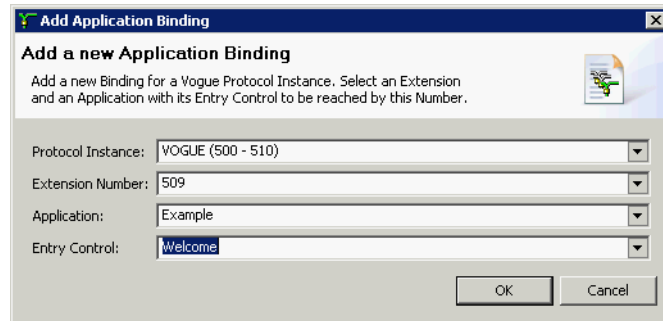 Add Application Binding
Add a new Application Binding
Add a new Binding for a Vogue Protocol Instance. Select an Extension
and an Application with its Entry Control to be reached by this Number.
Protocol Instance: VOGUE (500 - 510)
Extension Number: 509
Application: Example
Entry Control: Welcome
OK Cancel